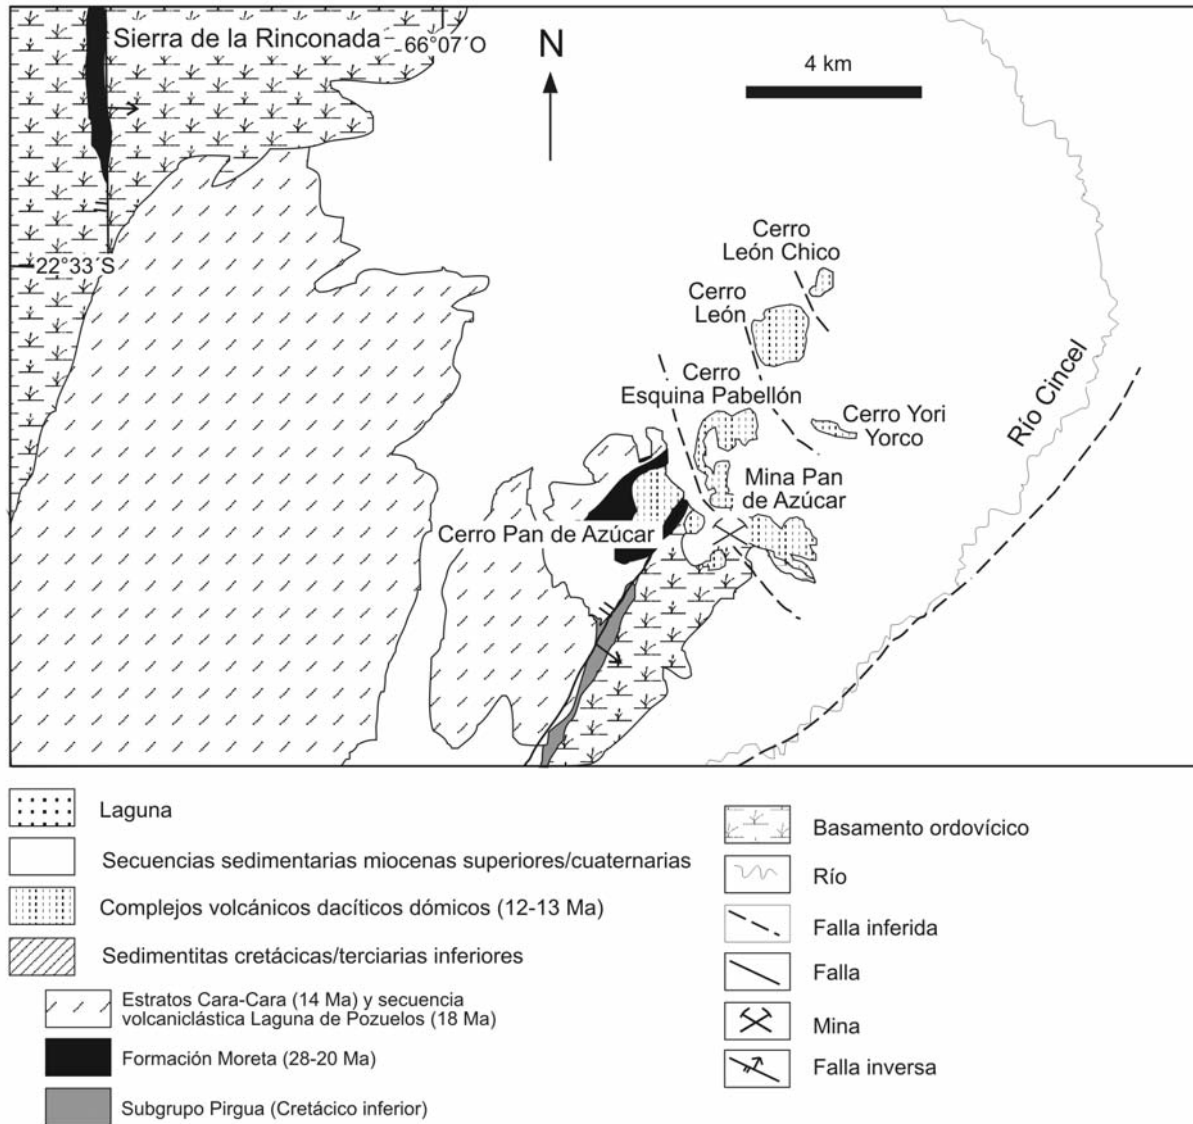 Sierra de la Rinconada
66°07´O
N
4 km
22°33´S
Cerro
León Chico
Cerro
León
Cerro
Esquina Pabellón
Cerro Yori
Yorco
Río Cincel
Mina Pan
de Azúcar
Cerro Pan de Azúcar
Laguna
Secuencias sedimentarias miocenas superiores/cuaternarias
Complejos volcánicos dacíticos dómicos (12-13 Ma)
Sedimentitas cretácicas/terciarias inferiores
Estratos Cara-Cara (14 Ma) y secuencia
volcaniclástica Laguna de Pozuelos (18 Ma)
Formación Moreta (28-20 Ma)
Subgrupo Pirgua (Cretácico inferior)
Basamento ordovícico
Río
Falla inferida
Falla
Mina
Falla inversa